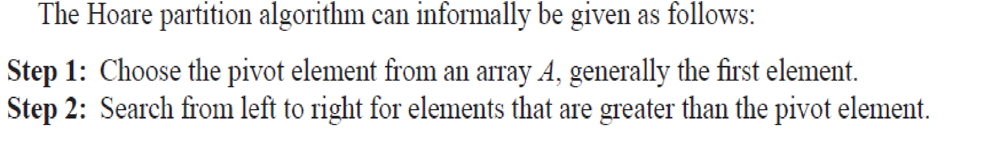 The Hoare partition algorithm can informally be given as follows:
Step 1: Choose the pivot element from an array A, generally the first element.
Step 2: Search from left to right for elements that are greater than the pivot element.